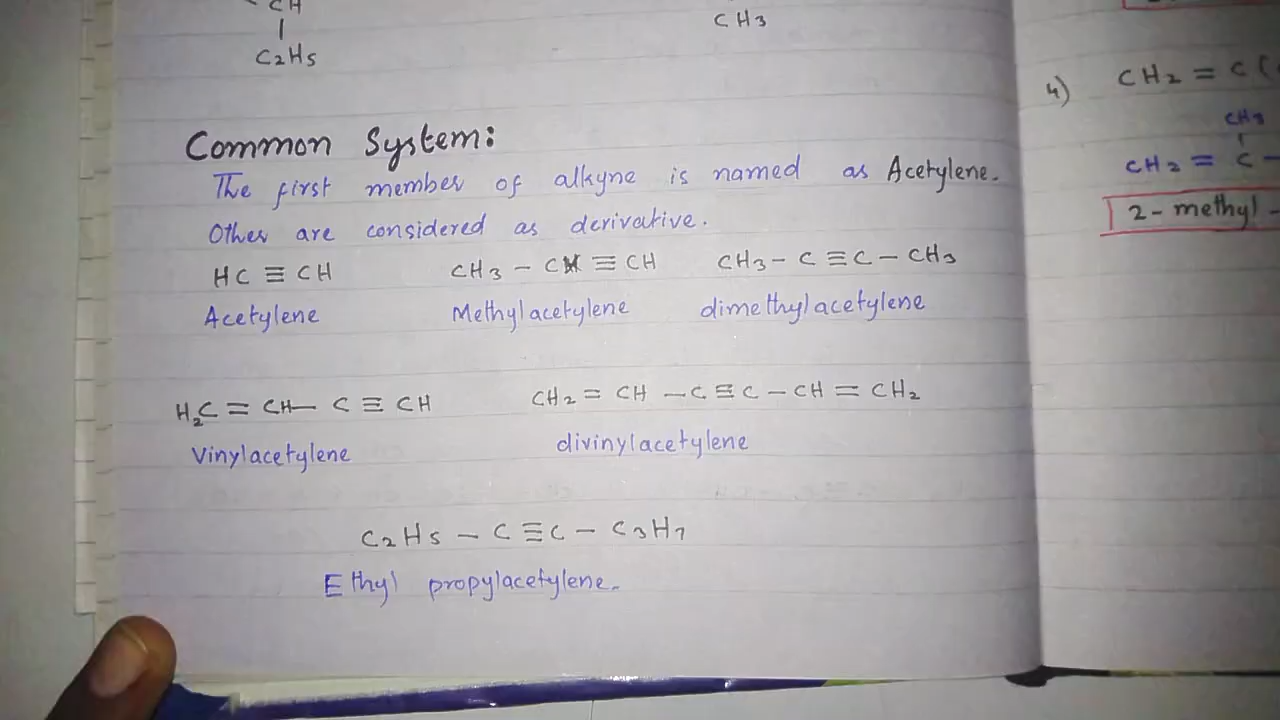 CH
|
C2H5
CH3
Common System:
The first member of alkyne is named as Acetylene.
Other are considered as derivative.
HC ≡ CH CH3 - C ≡ CH CH3 - C ≡ C - CH3
Acetylene Methylacetylene dimethylacetylene
H2C = CH — C ≡ CH CH2 = CH — C ≡ C - CH = CH2
Vinylacetylene divinylacetylene
C2H5 — C ≡ C - C3H7
Ethyl propylacetylene.
4) CH2 = C (
CH3
CH2 = C -
2 - methyl -